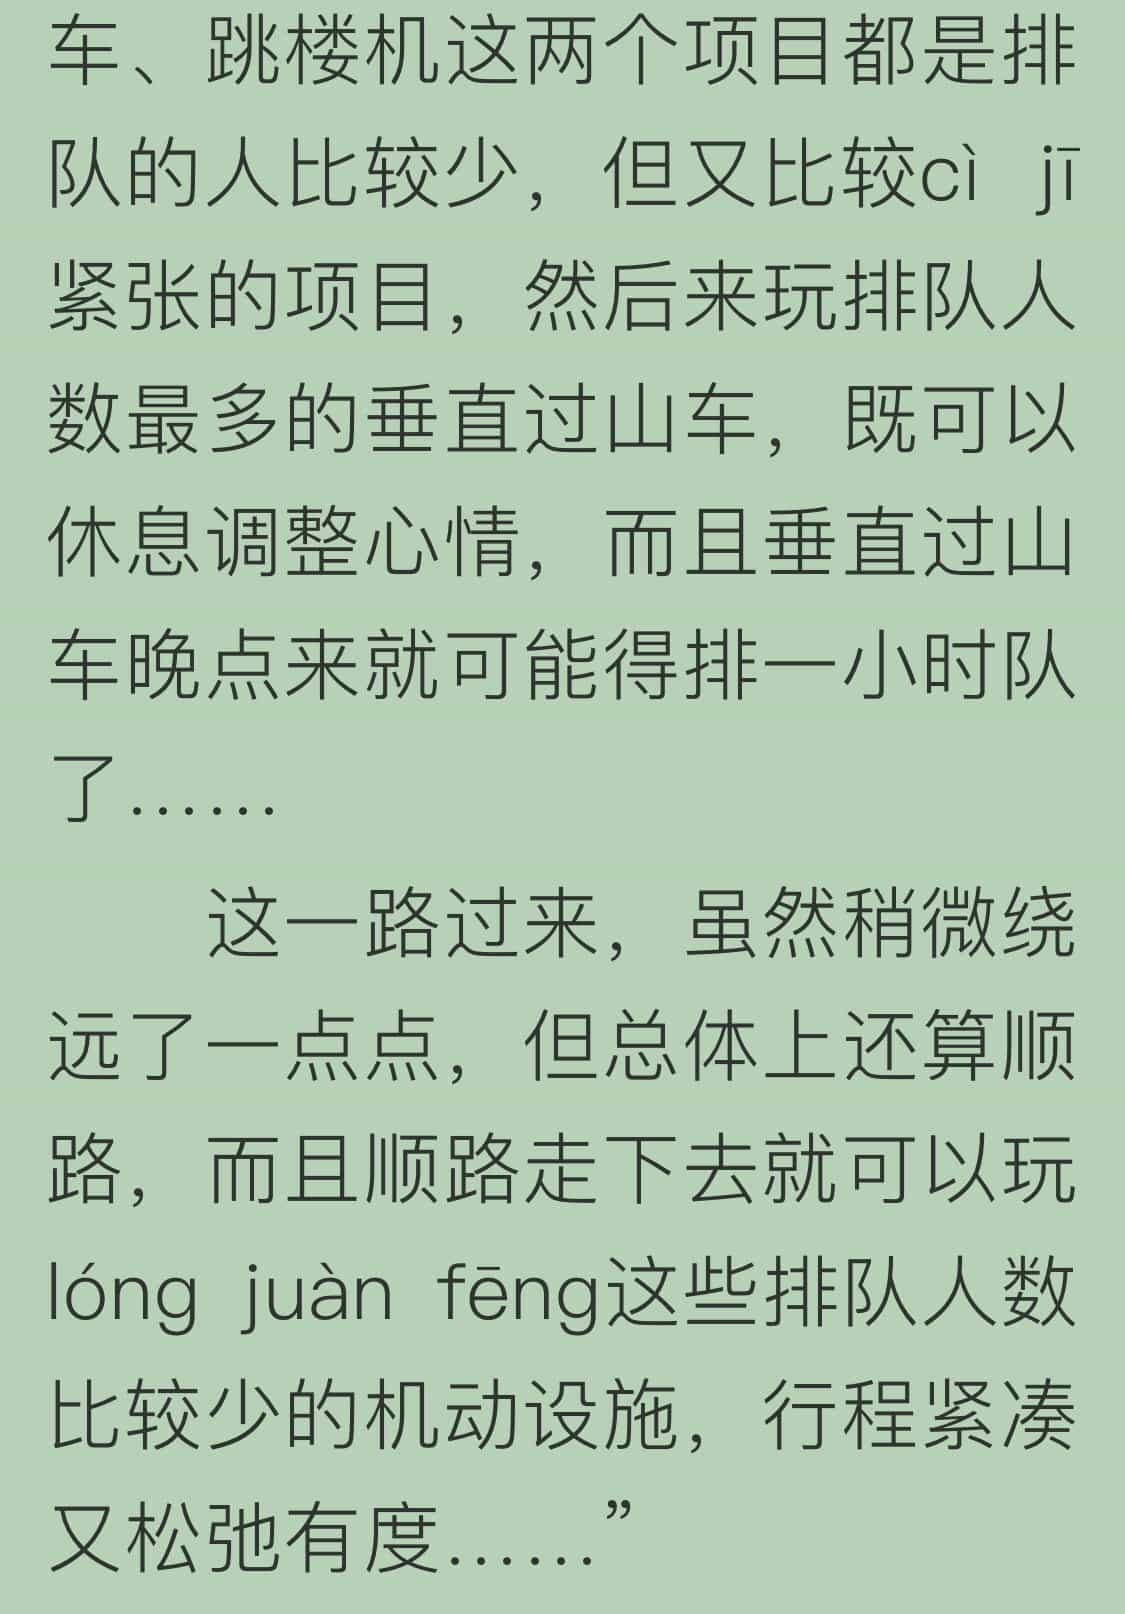 车、跳楼机这两个项目都是排
队的人比较少，但又比较cì jī
紧张的项目，然后来玩排队人
数最多的垂直过山车，既可以
休息调整心情，而且垂直过山
车晚点来就可能得排一小时队
了……
这一路过来，虽然稍微绕
远了一点点，但总体上还算顺
路，而且顺路走下去就可以玩
lóng juàn fēng这些排队人数
比较少的机动设施，行程紧凑
又松弛有度……”